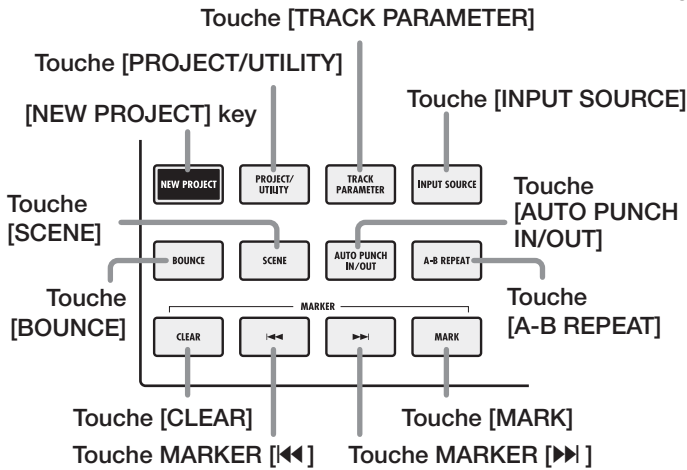 Touche [TRACK PARAMETER]
Touche [PROJECT/UTILITY]
[NEW PROJECT] key
Touche [INPUT SOURCE]
NEW PROJECT
PROJECT/
UTILITY
TRACK
PARAMETER
INPUT SOURCE
Touche
[SCENE]
Touche
[AUTO PUNCH
IN/OUT]
BOUNCE
SCENE
AUTO PUNCH
IN/OUT
A-B REPEAT
Touche
[BOUNCE]
Touche
[A-B REPEAT]
MARKER
CLEAR
⏮
⏭
MARK
Touche [CLEAR]
Touche [MARK]
Touche MARKER [⏮ ]
Touche MARKER [⏭ ]